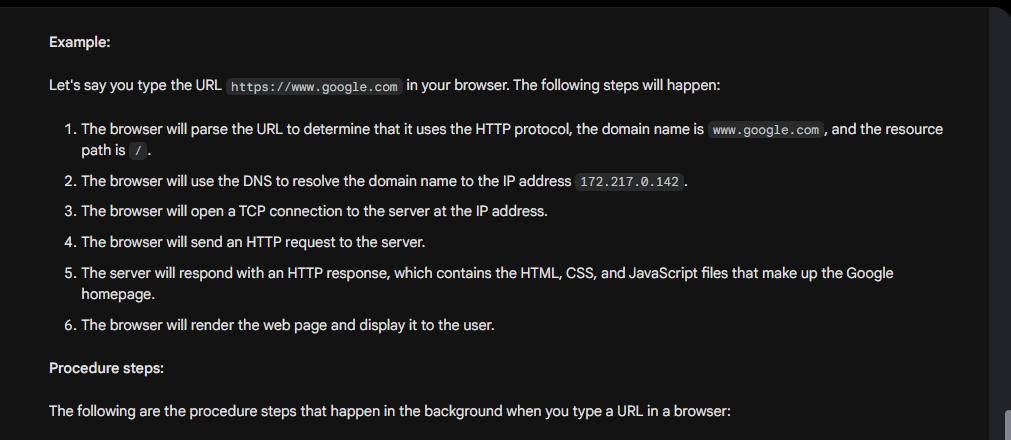 Example:
Let's say you type the URL https://www.google.com in your browser. The following steps will happen:
1. The browser will parse the URL to determine that it uses the HTTP protocol, the domain name is www.google.com, and the resource
path is /.
2. The browser will use the DNS to resolve the domain name to the IP address 172.217.0.142.
3. The browser will open a TCP connection to the server at the IP address.
4. The browser will send an HTTP request to the server.
5. The server will respond with an HTTP response, which contains the HTML, CSS, and JavaScript files that make up the Google
homepage.
6. The browser will render the web page and display it to the user.
Procedure steps:
The following are the procedure steps that happen in the background when you type a URL in a browser: